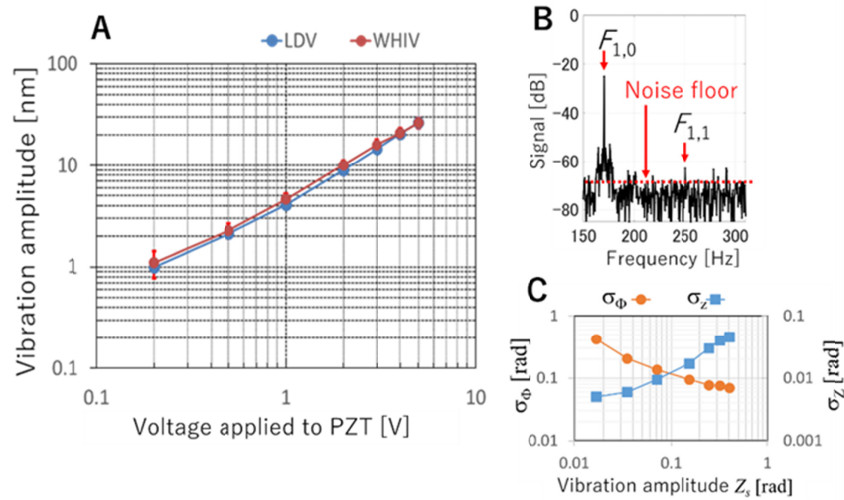 A
LDV WHIV
Vibration amplitude [nm]
100
10
1
0.1
0.1 1 10
Voltage applied to PZT [V]
B
Signal [dB]
0
−20
−40
−60
−80
F1,0
Noise floor
F1,1
150 200 250 300
Frequency [Hz]
C
σΦ σz
σΦ [rad]
1
0.1
0.01
0.1
0.01
0.001
σZ [rad]
0.01 0.1 1
Vibration amplitude Zs [rad]